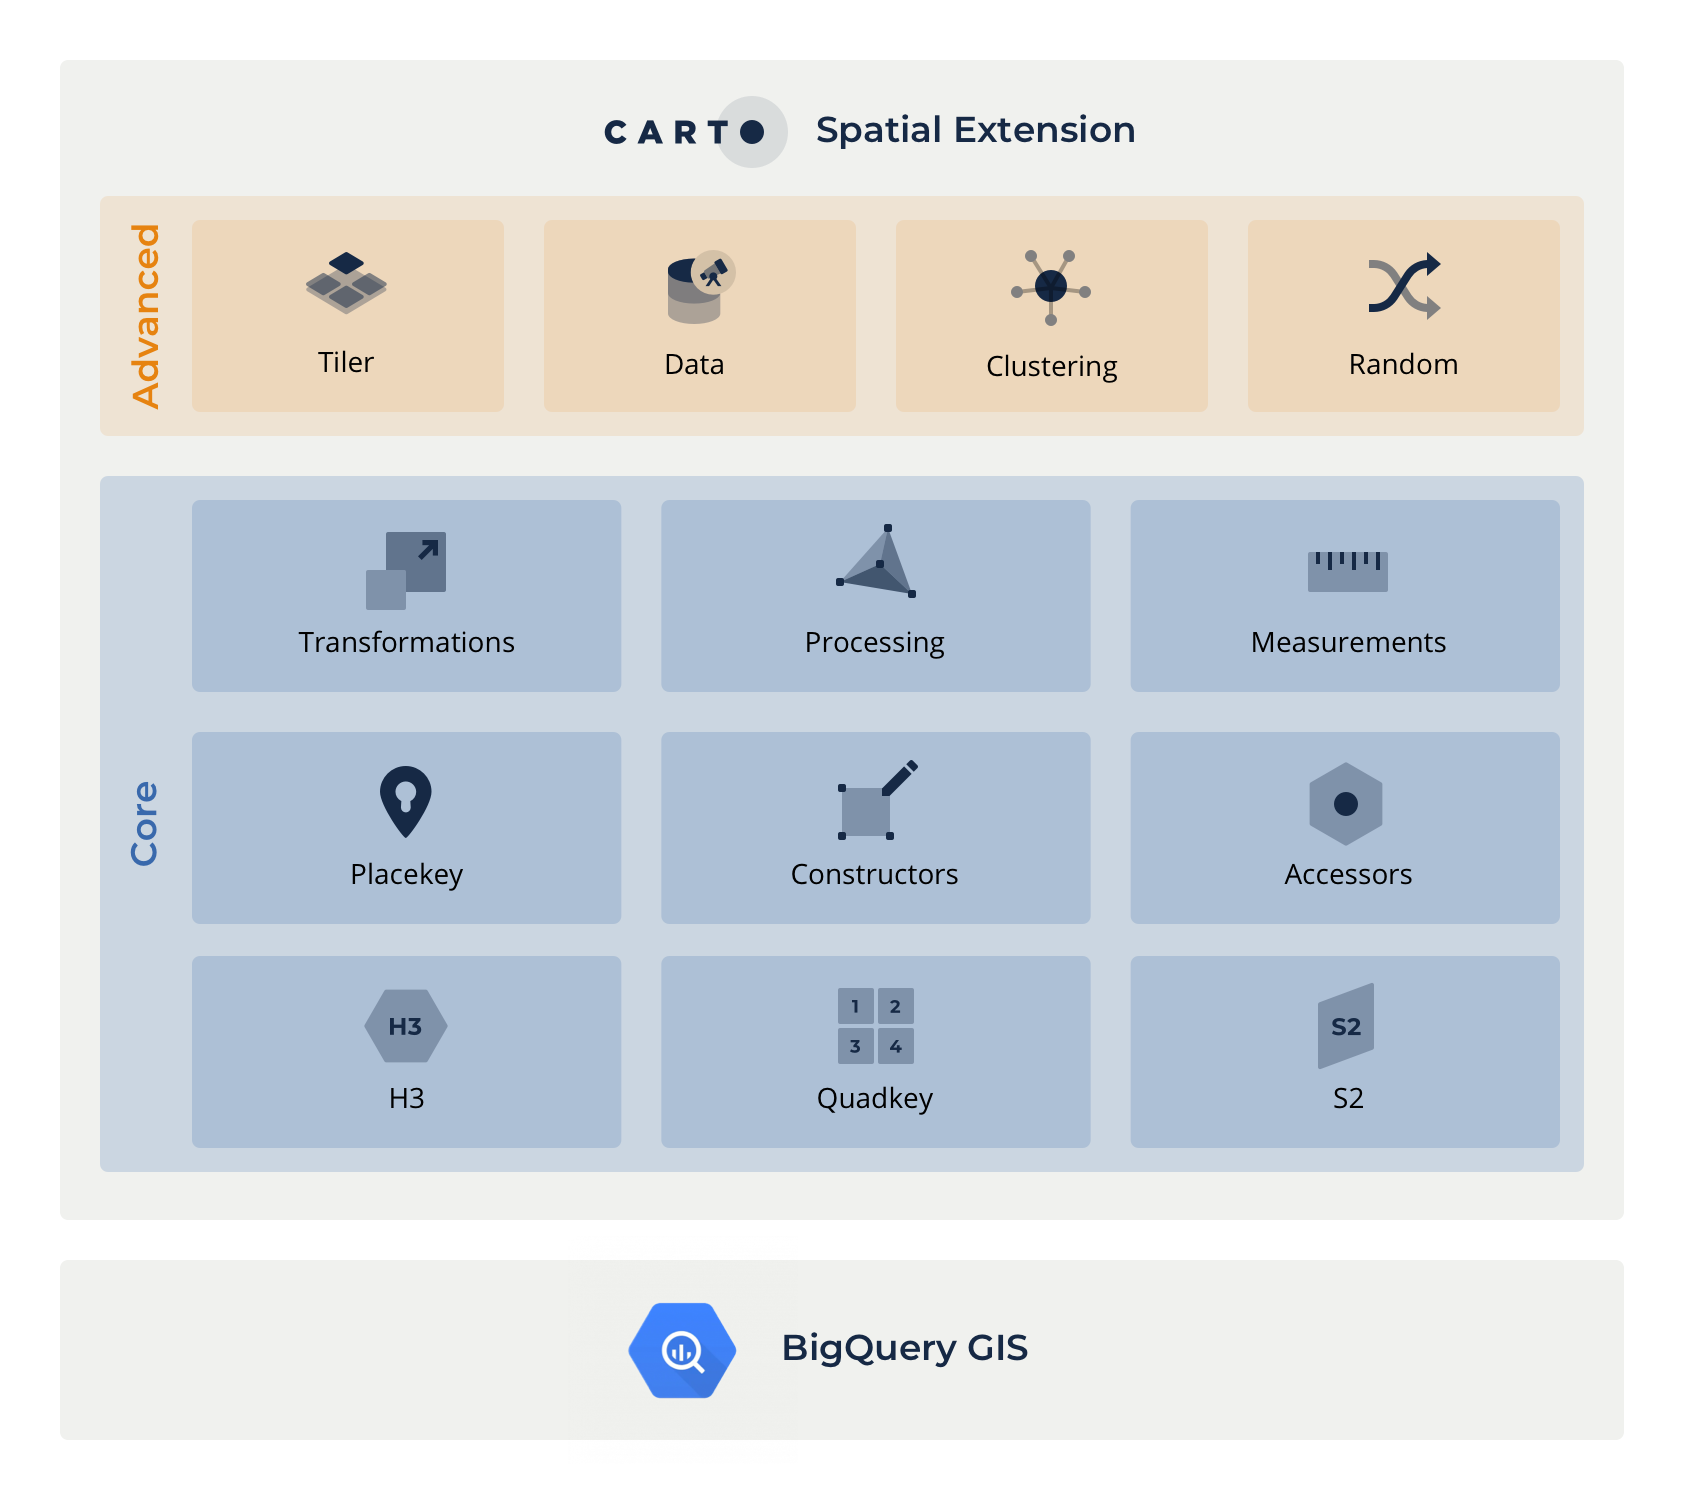 CARTO Spatial Extension
Advanced
Tiler
Data
Clustering
Random
Core
Transformations
Processing
Measurements
Placekey
Constructors
Accessors
H3
H3
1 2
3 4
Quadkey
S2
S2
BigQuery GIS